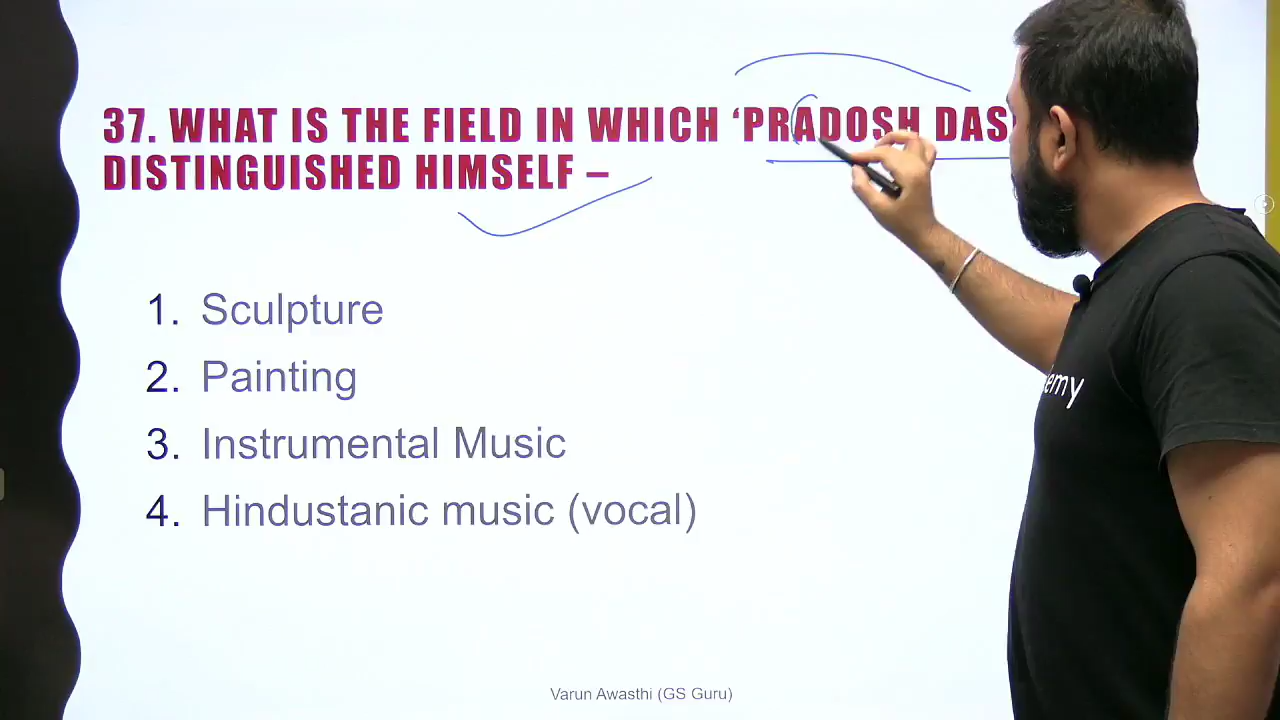 37. WHAT IS THE FIELD IN WHICH ‘PRADOSH DAS
DISTINGUISHED HIMSELF –
1. Sculpture
2. Painting
3. Instrumental Music
4. Hindustanic music (vocal)
Varun Awasthi (GS Guru)